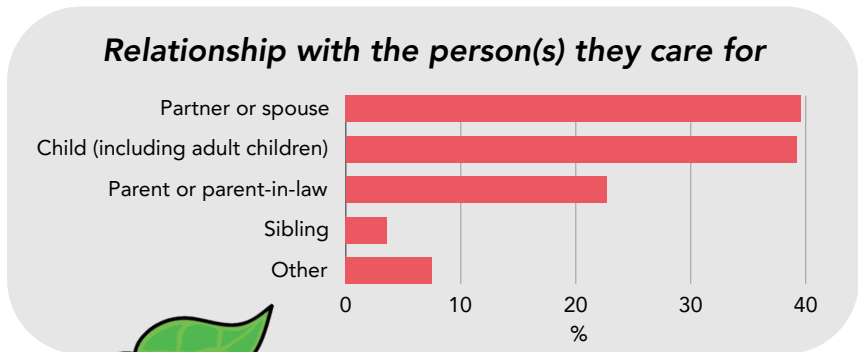 Relationship with the person(s) they care for
Partner or spouse
Child (including adult children)
Parent or parent-in-law
Sibling
Other
0 10 20 30 40
%